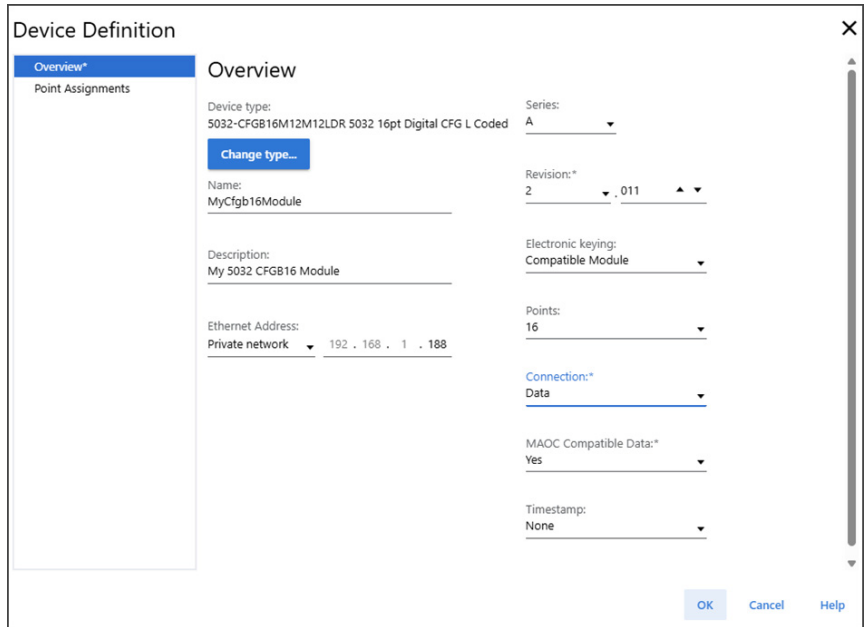 Device Definition
Overview*
Point Assignments
Overview
Device type:
5032-CFGB16M12M12LDR 5032 16pt Digital CFG L Coded
Change type...
Name:
MyCfgb16Module
Description:
My 5032 CFGB16 Module
Ethernet Address:
Private network 192 . 168 . 1 . 188
Series:
A
Revision:*
2 . 011
Electronic keying:
Compatible Module
Points:
16
Connection:*
Data
MAOC Compatible Data:*
Yes
Timestamp:
None
OK Cancel Help